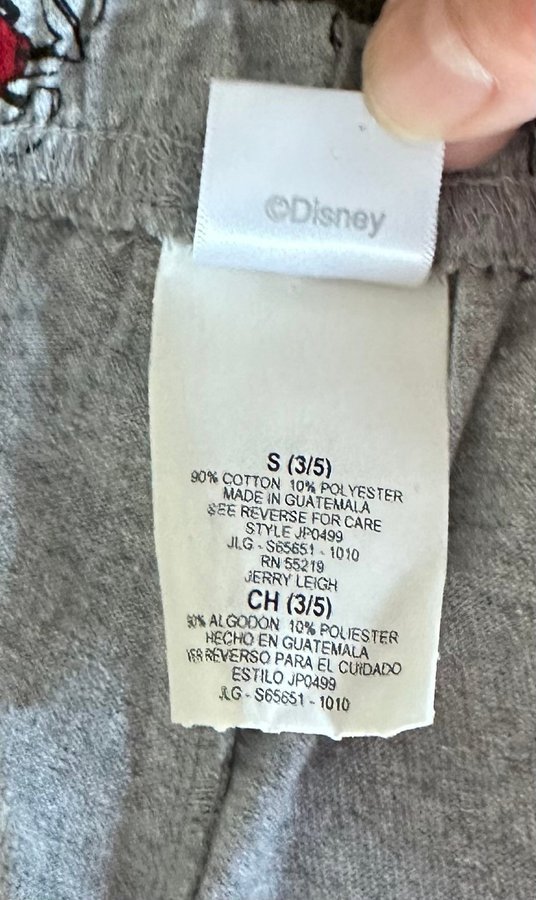 ©Disney
S (3/5)
90% COTTON 10% POLYESTER
MADE IN GUATEMALA
SEE REVERSE FOR CARE
STYLE JP0499
JLG - S65651 - 1010
RN 55219
JERRY LEIGH
CH (3/5)
90% ALGODON 10% POLIESTER
HECHO EN GUATEMALA
VER REVERSO PARA EL CUIDADO
ESTILO JP0499
JLG - S65651 - 1010